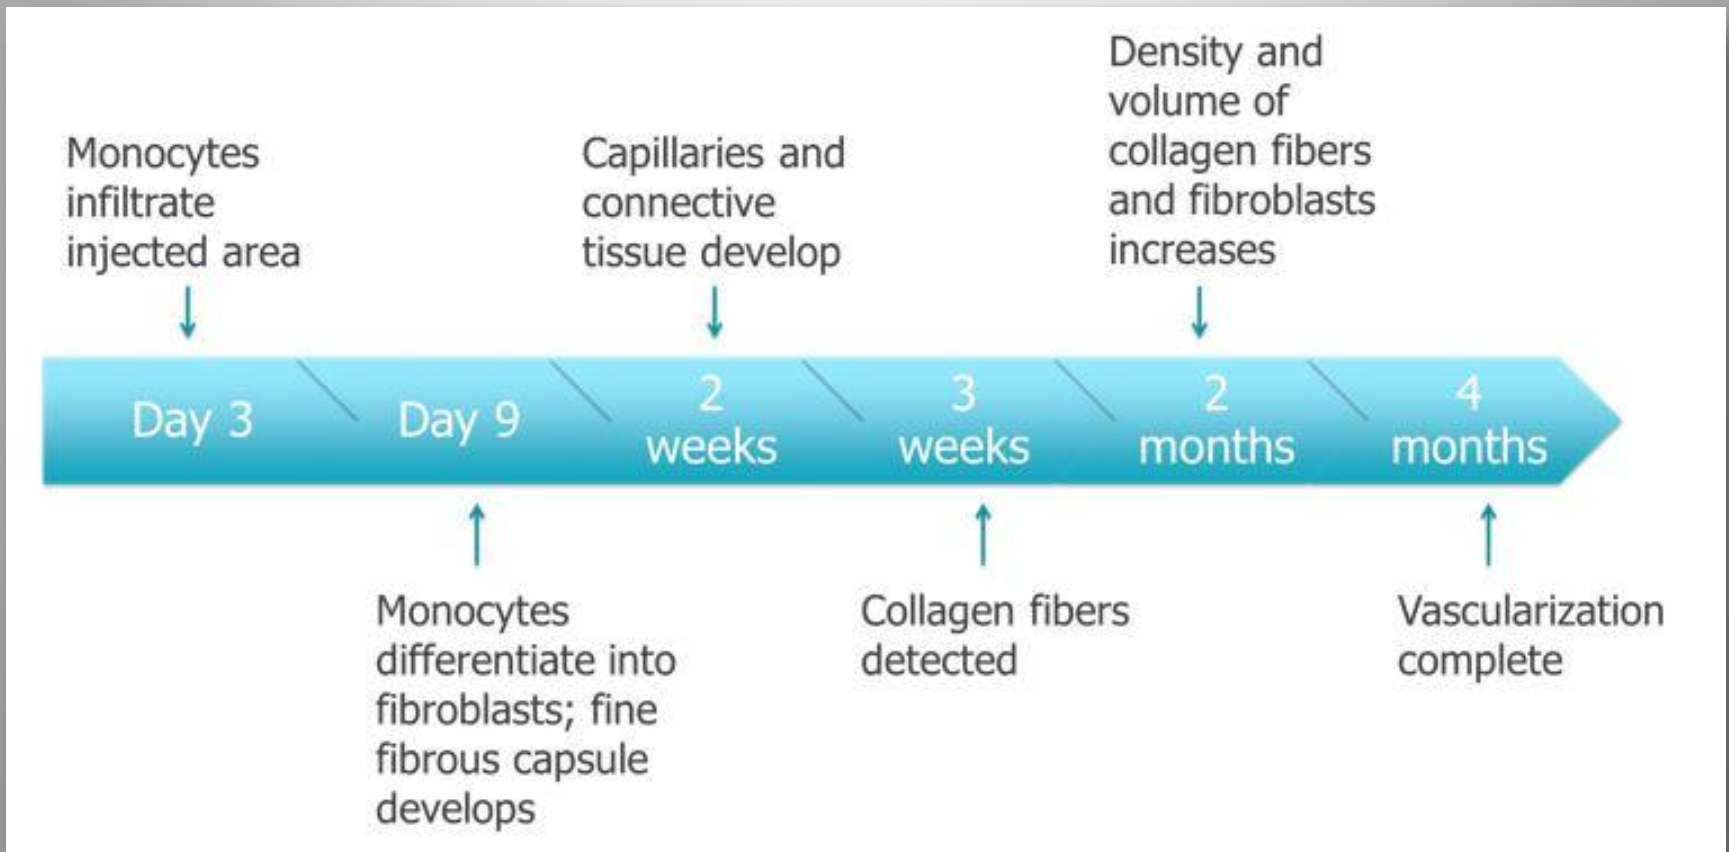 Monocytes
infiltrate
injected area
Capillaries and
connective
tissue develop
Density and
volume of
collagen fibers
and fibroblasts
increases
Day 3
Day 9
2
weeks
3
weeks
2
months
4
months
Monocytes
differentiate into
fibroblasts; fine
fibrous capsule
develops
Collagen fibers
detected
Vascularization
complete